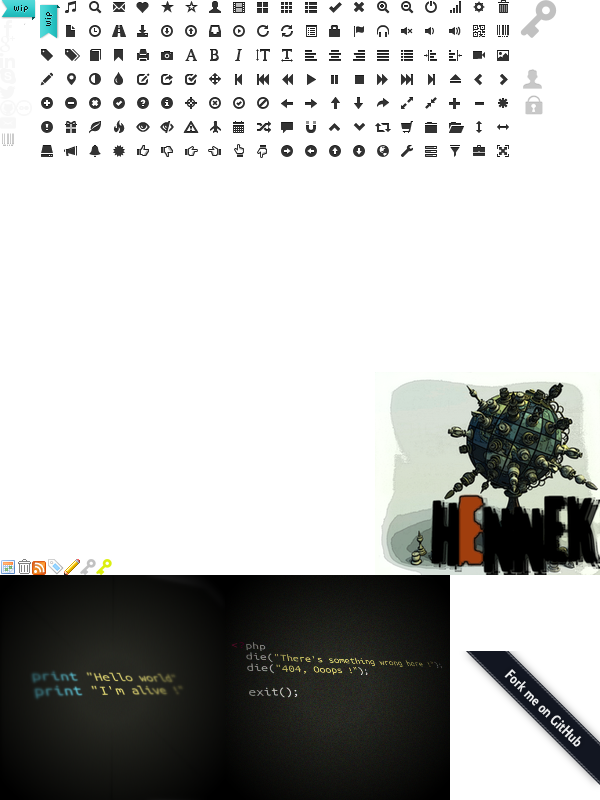 wip
wip
HENNEK
print "Hello world"
print "I'm alive !"
<?php
die("There's something wrong here !");
die("404, Ooops !");
exit();
Fork me on GitHub